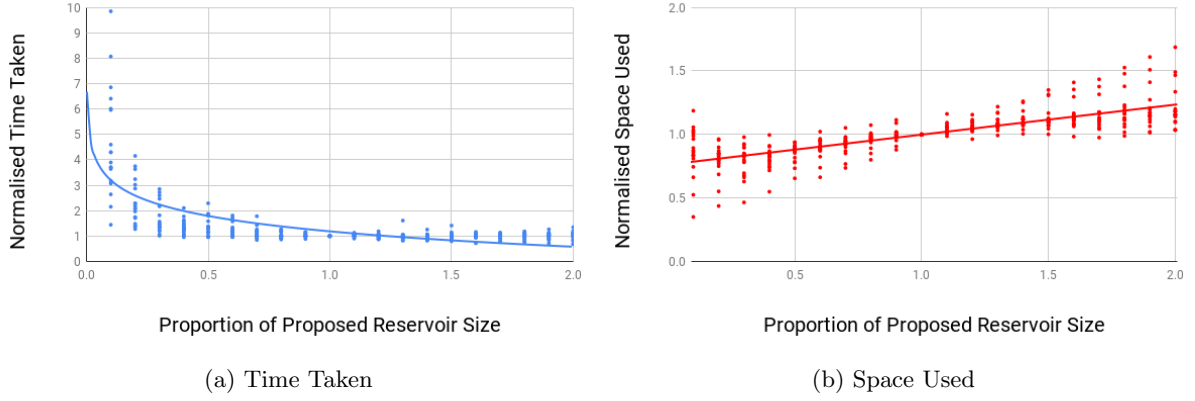 Normalised Time Taken
10
9
8
7
6
5
4
3
2
1
0
0.0 0.5 1.0 1.5 2.0
Proportion of Proposed Reservoir Size
(a) Time Taken
Normalised Space Used
2.0
1.5
1.0
0.5
0.0
0.5 1.0 1.5 2.0
Proportion of Proposed Reservoir Size
(b) Space Used